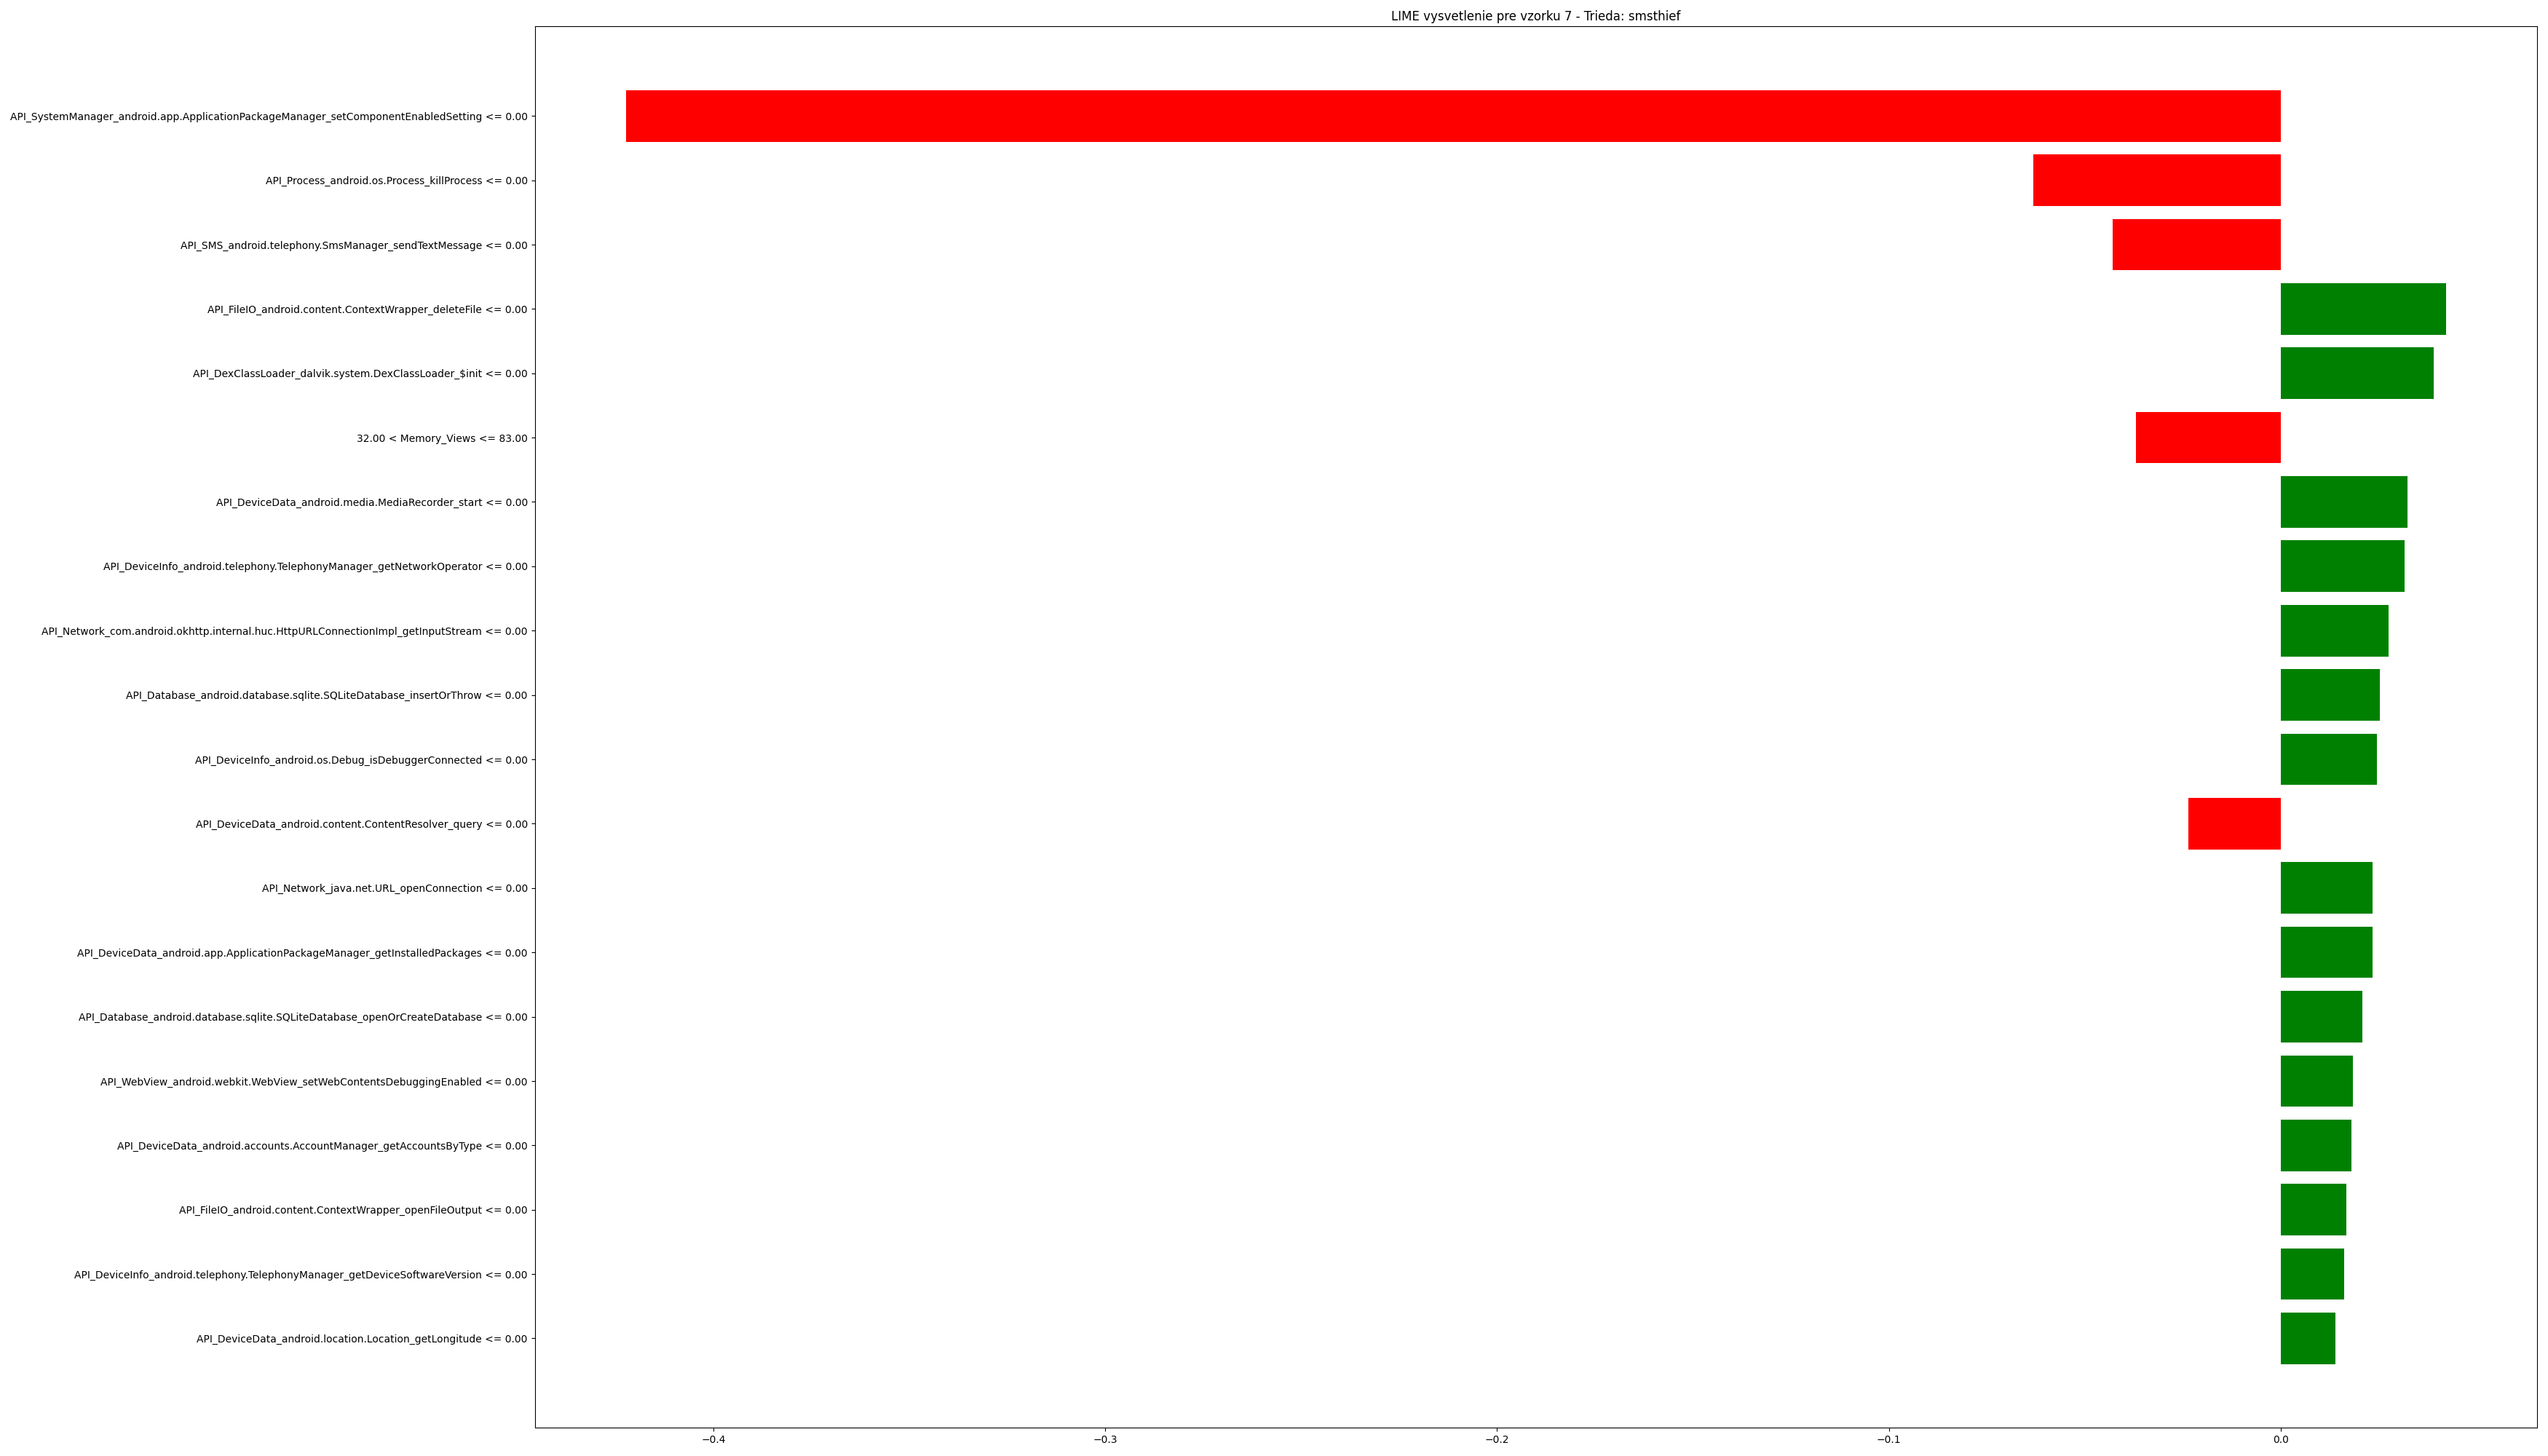 LIME vysvetlenie pre vzorku 7 - Trieda: smsthief
API_SystemManager_android.app.ApplicationPackageManager_setComponentEnabledSetting <= 0.00
API_Process_android.os.Process_killProcess <= 0.00
API_SMS_android.telephony.SmsManager_sendTextMessage <= 0.00
API_FileIO_android.content.ContextWrapper_deleteFile <= 0.00
API_DexClassLoader_dalvik.system.DexClassLoader_$init <= 0.00
32.00 < Memory_Views <= 83.00
API_DeviceData_android.media.MediaRecorder_start <= 0.00
API_DeviceInfo_android.telephony.TelephonyManager_getNetworkOperator <= 0.00
API_Network_com.android.okhttp.internal.huc.HttpURLConnectionImpl_getInputStream <= 0.00
API_Database_android.database.sqlite.SQLiteDatabase_insertOrThrow <= 0.00
API_DeviceInfo_android.os.Debug_isDebuggerConnected <= 0.00
API_DeviceData_android.content.ContentResolver_query <= 0.00
API_Network_java.net.URL_openConnection <= 0.00
API_DeviceData_android.app.ApplicationPackageManager_getInstalledPackages <= 0.00
API_Database_android.database.sqlite.SQLiteDatabase_openOrCreateDatabase <= 0.00
API_WebView_android.webkit.WebView_setWebContentsDebuggingEnabled <= 0.00
API_DeviceData_android.accounts.AccountManager_getAccountsByType <= 0.00
API_FileIO_android.content.ContextWrapper_openFileOutput <= 0.00
API_DeviceInfo_android.telephony.TelephonyManager_getDeviceSoftwareVersion <= 0.00
API_DeviceData_android.location.Location_getLongitude <= 0.00
−0.4 −0.3 −0.2 −0.1 0.0